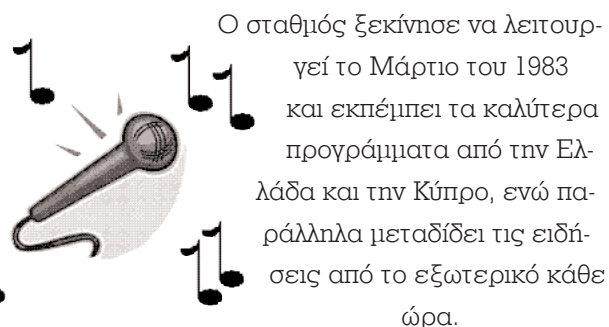 Ο σταθμός ξεκίνησε να λειτουρ-
γεί το Μάρτιο του 1983
και εκπέμπει τα καλύτερα
προγράμματα από την Ελ-
λάδα και την Κύπρο, ενώ πα-
ράλληλα μεταδίδει τις ειδή-
σεις από το εξωτερικό κάθε
ώρα.